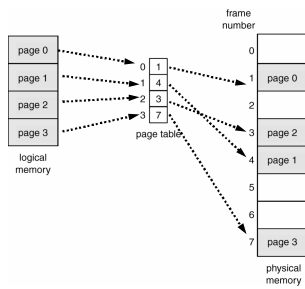 frame
number
0
page 0
page 1
page 2
page 3
logical
memory
0 1
1 4
2 3
3 7
page table
1 page 0
2
3 page 2
4 page 1
5
6
7 page 3
physical
memory